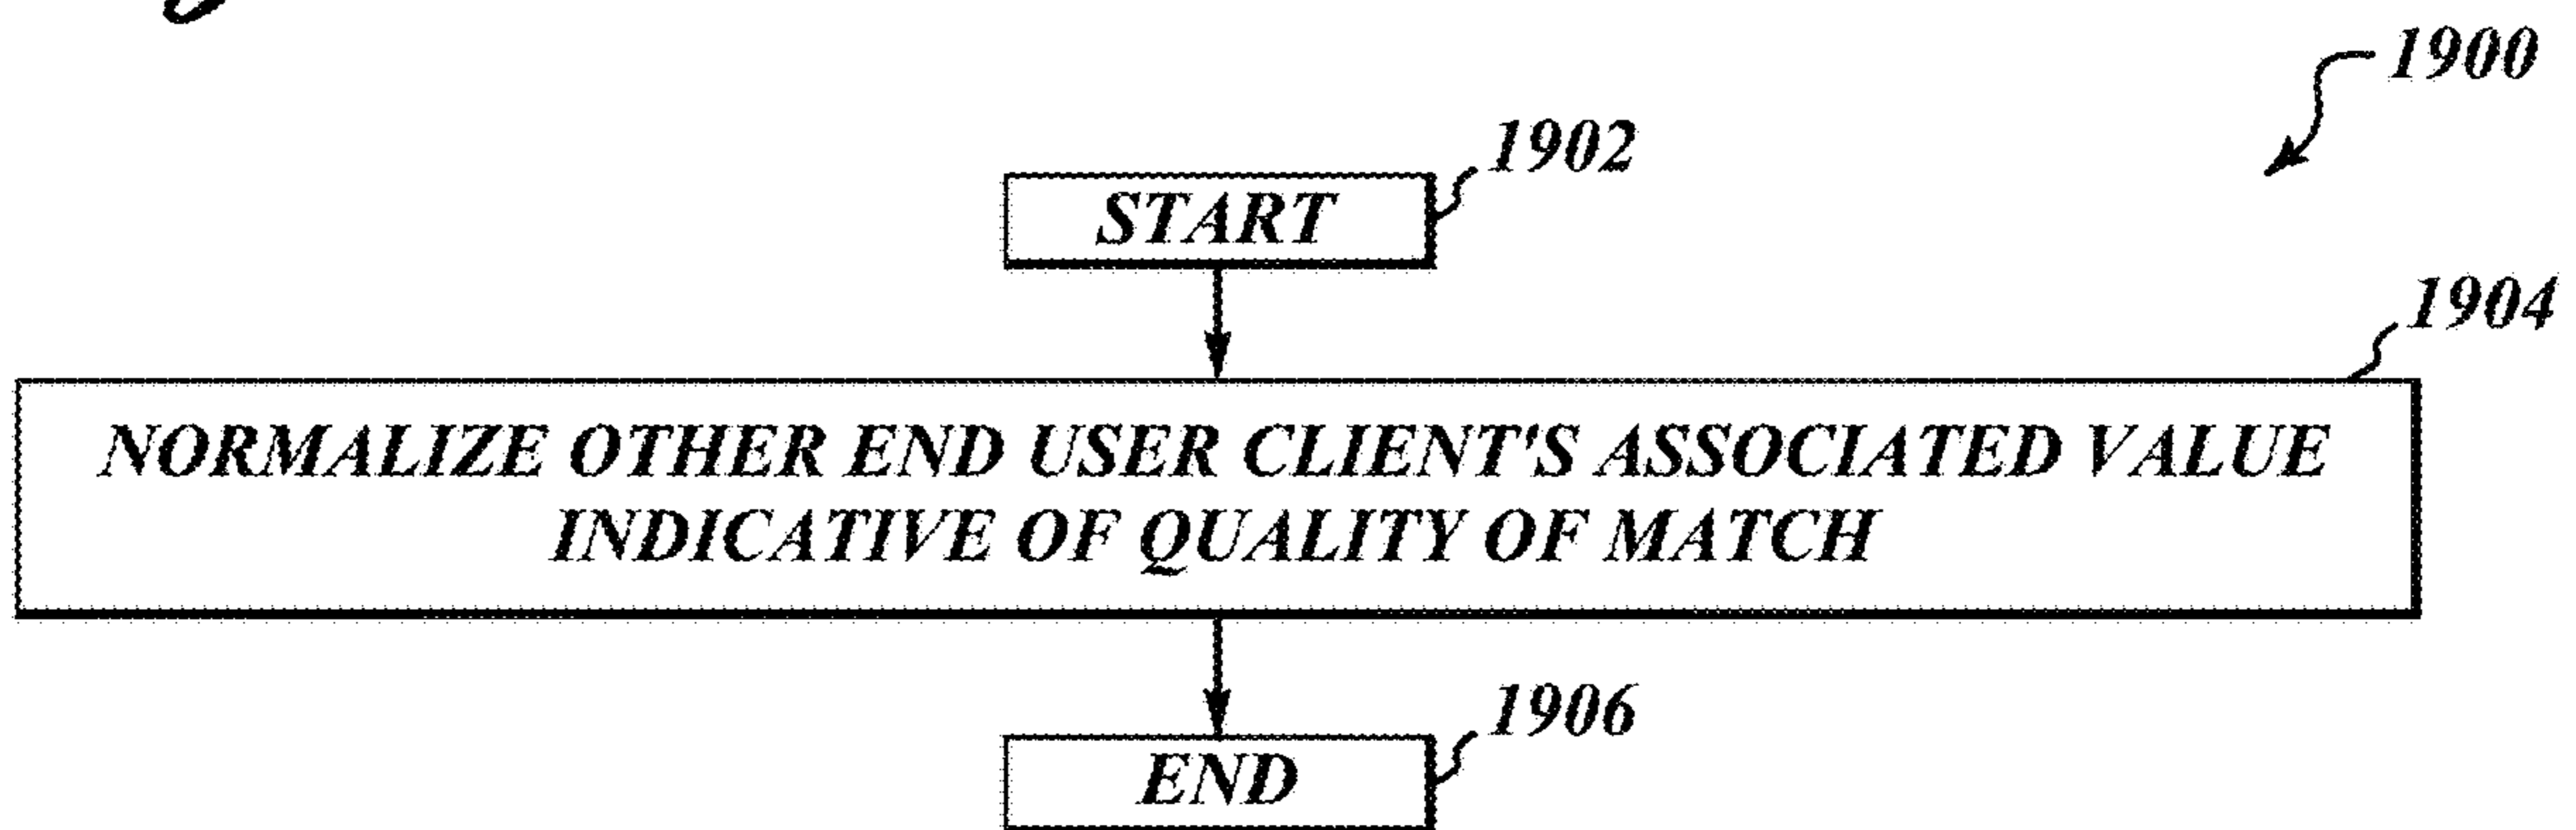 1900
1902
START
1904
NORMALIZE OTHER END USER CLIENT'S ASSOCIATED VALUE
INDICATIVE OF QUALITY OF MATCH
1906
END